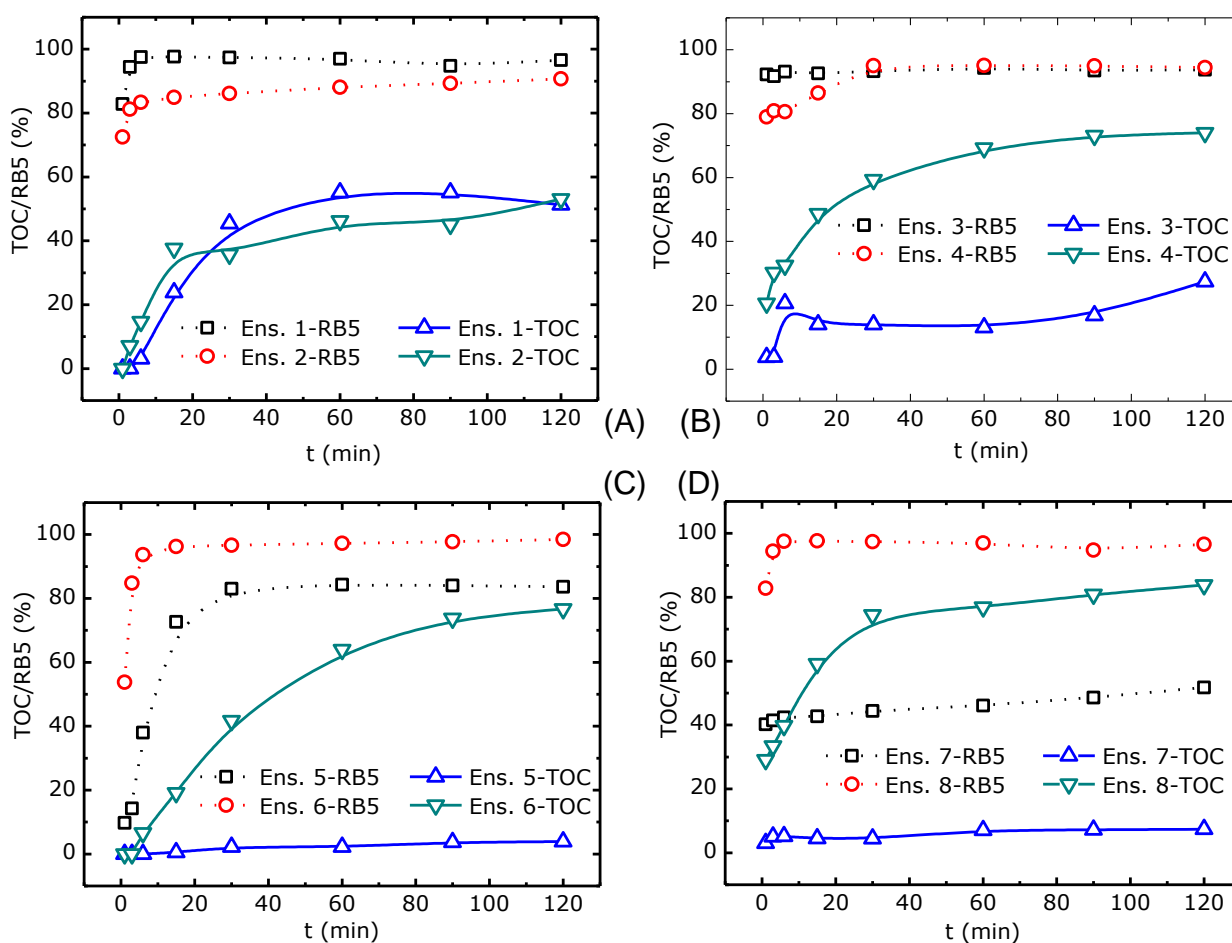 100
80
60
40
20
0
TOC/RB5 (%)
Ens. 1-RB5 Ens. 1-TOC
Ens. 2-RB5 Ens. 2-TOC
0 20 40 60 80 100 120
t (min)
(A)
100
80
60
40
20
0
TOC/RB5 (%)
Ens. 3-RB5 Ens. 3-TOC
Ens. 4-RB5 Ens. 4-TOC
0 20 40 60 80 100 120
t (min)
(B)
(C)
100
80
60
40
20
0
TOC/RB5 (%)
Ens. 5-RB5 Ens. 5-TOC
Ens. 6-RB5 Ens. 6-TOC
0 20 40 60 80 100 120
t (min)
(D)
100
80
60
40
20
0
TOC/RB5 (%)
Ens. 7-RB5 Ens. 7-TOC
Ens. 8-RB5 Ens. 8-TOC
0 20 40 60 80 100 120
t (min)